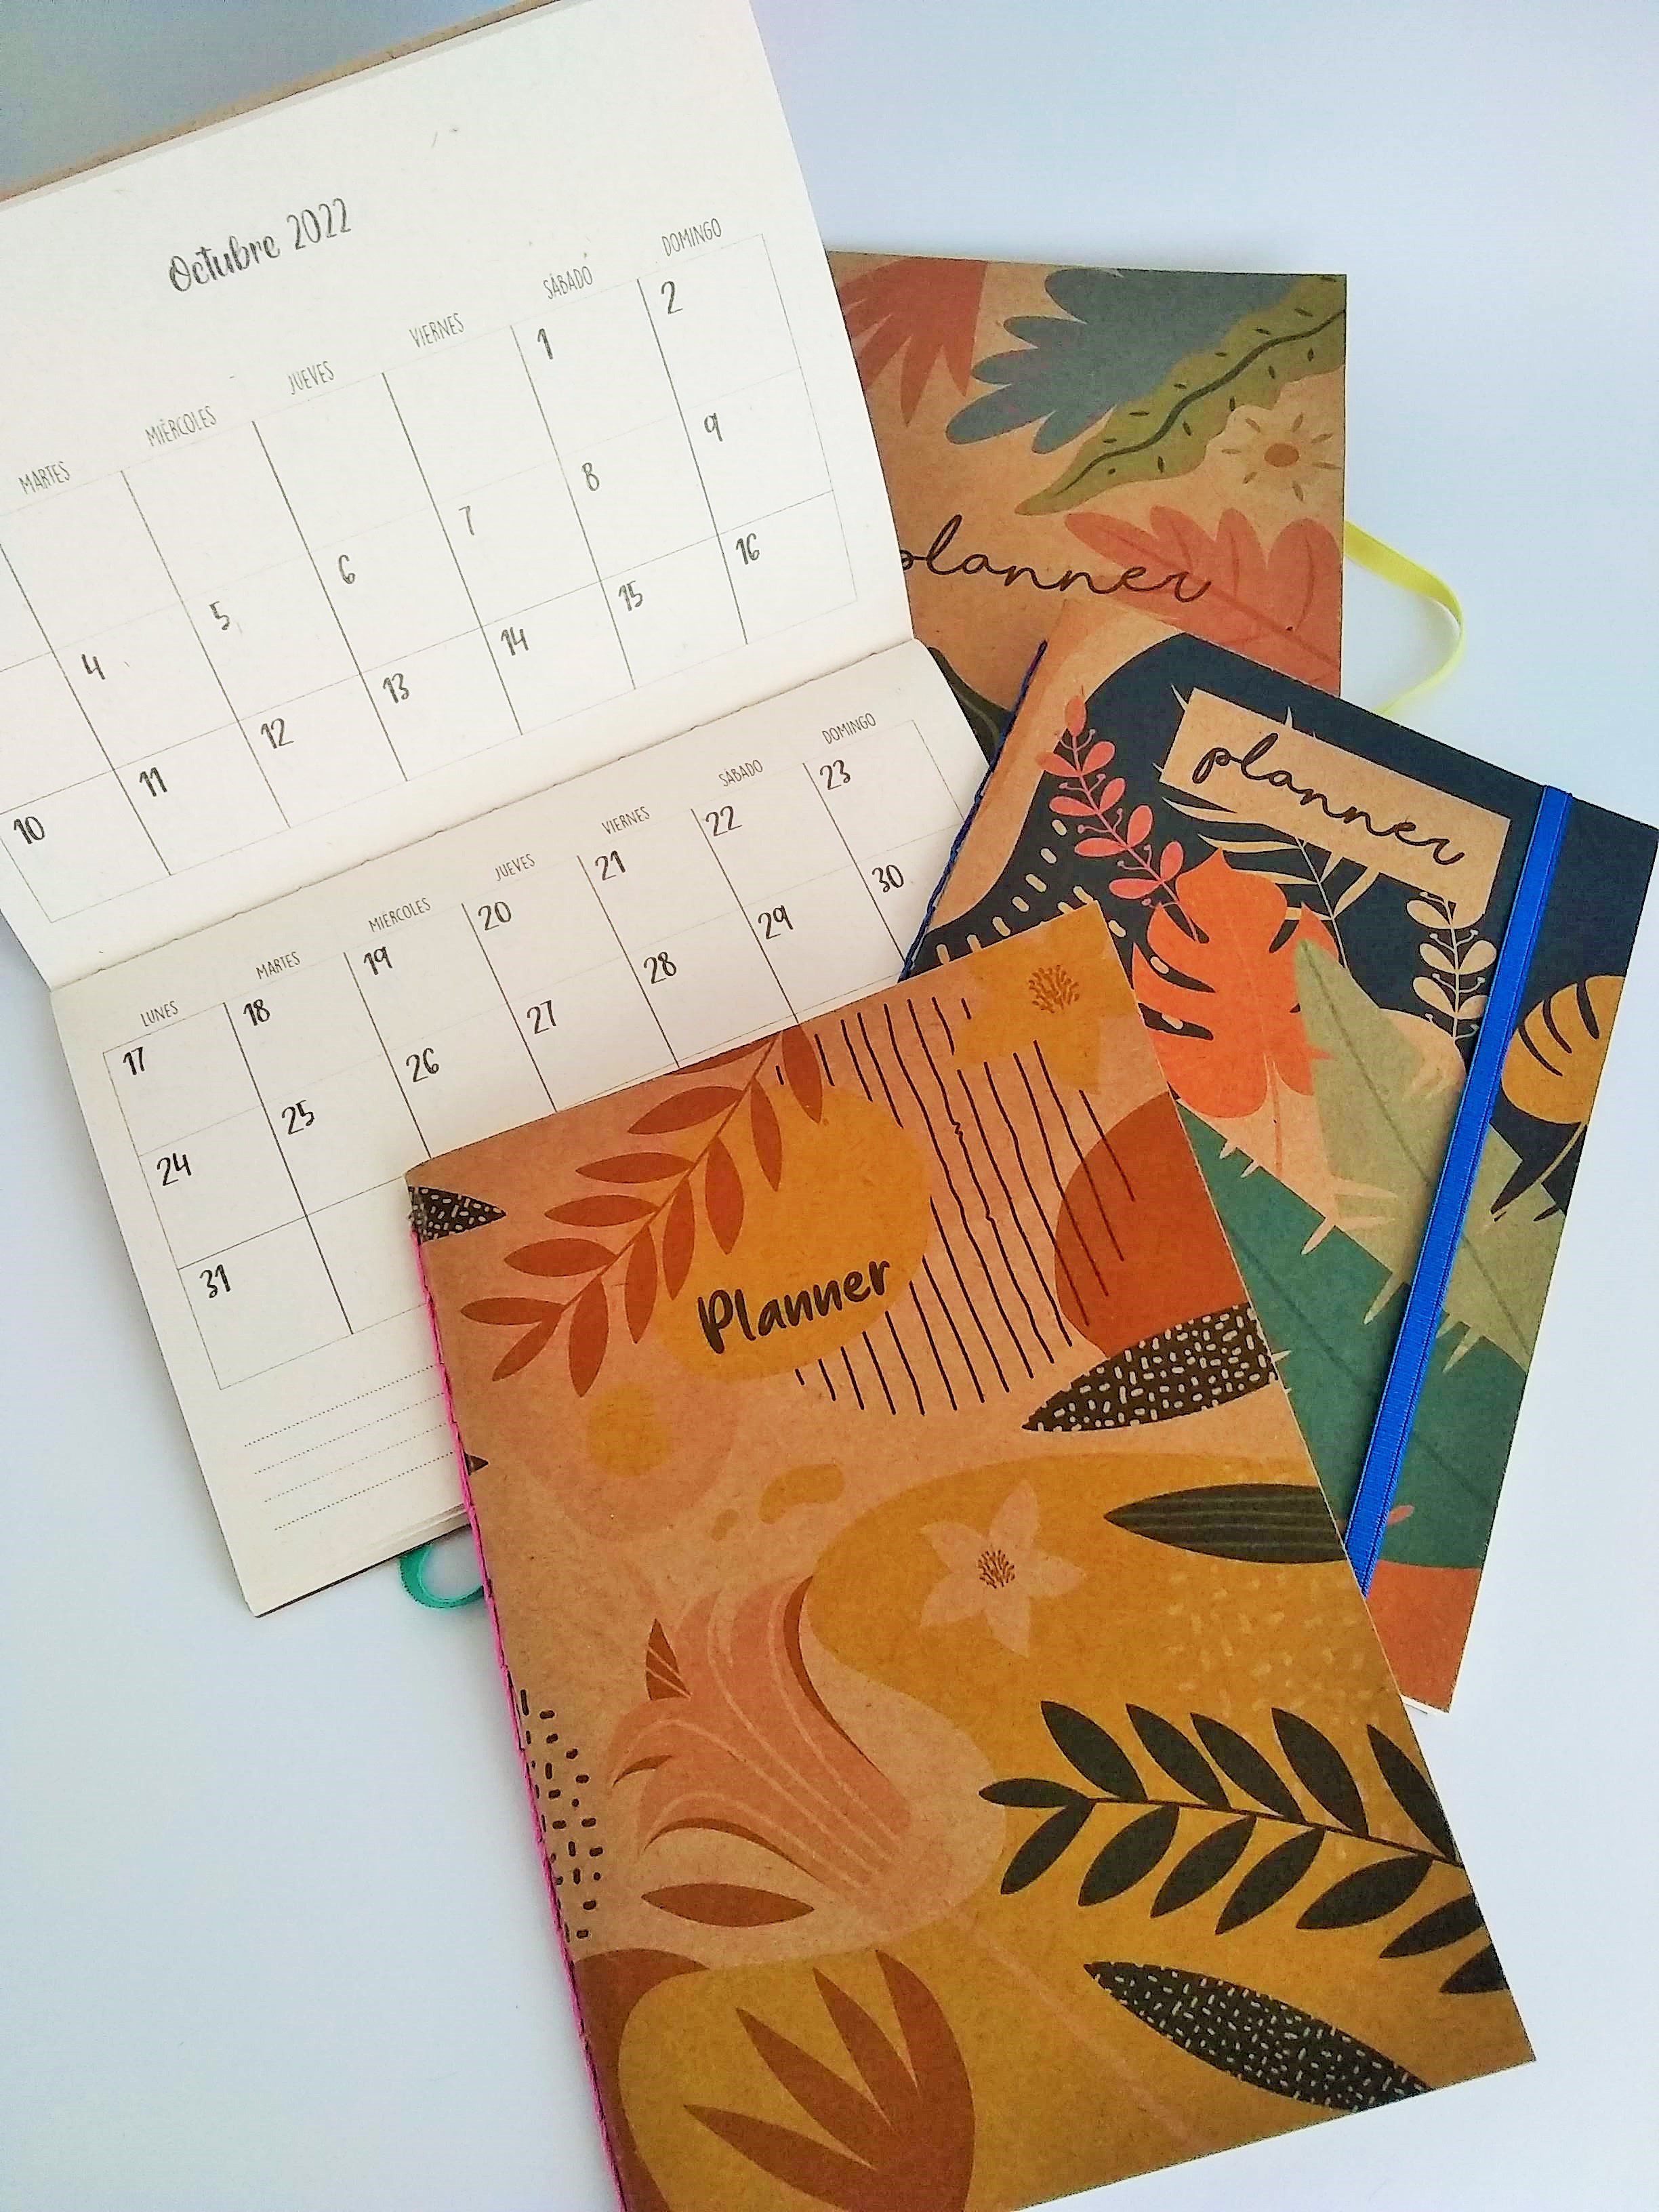 Octubre 2022
MARTES MIÉRCOLES JUEVES VIERNES SÁBADO DOMINGO
1 2
4 5 6 7 8 9
10 11 12 13 14 15 16
LUNES MARTES MIÉRCOLES JUEVES VIERNES SÁBADO DOMINGO
17 18 19 20 21 22 23
24 25 26 27 28 29 30
31
planner
planner
Planner